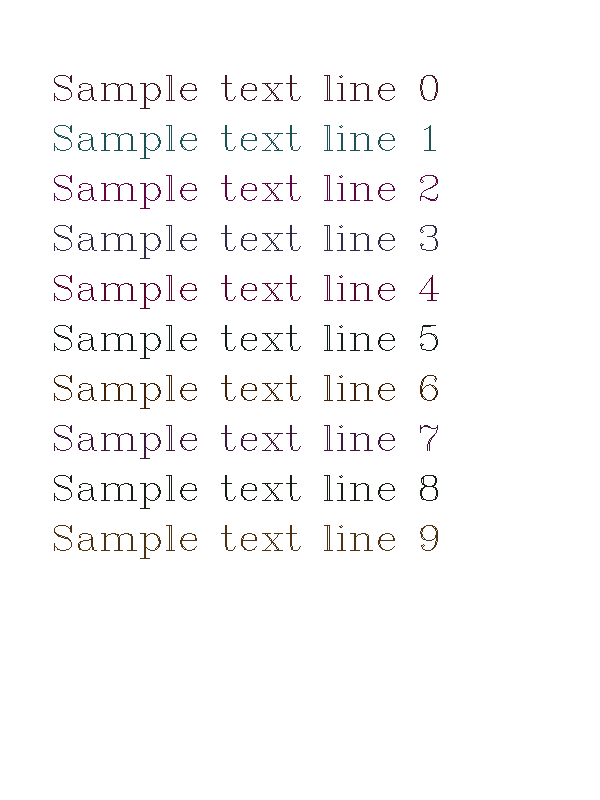 Sample text line 0
Sample text line 1
Sample text line 2
Sample text line 3
Sample text line 4
Sample text line 5
Sample text line 6
Sample text line 7
Sample text line 8
Sample text line 9